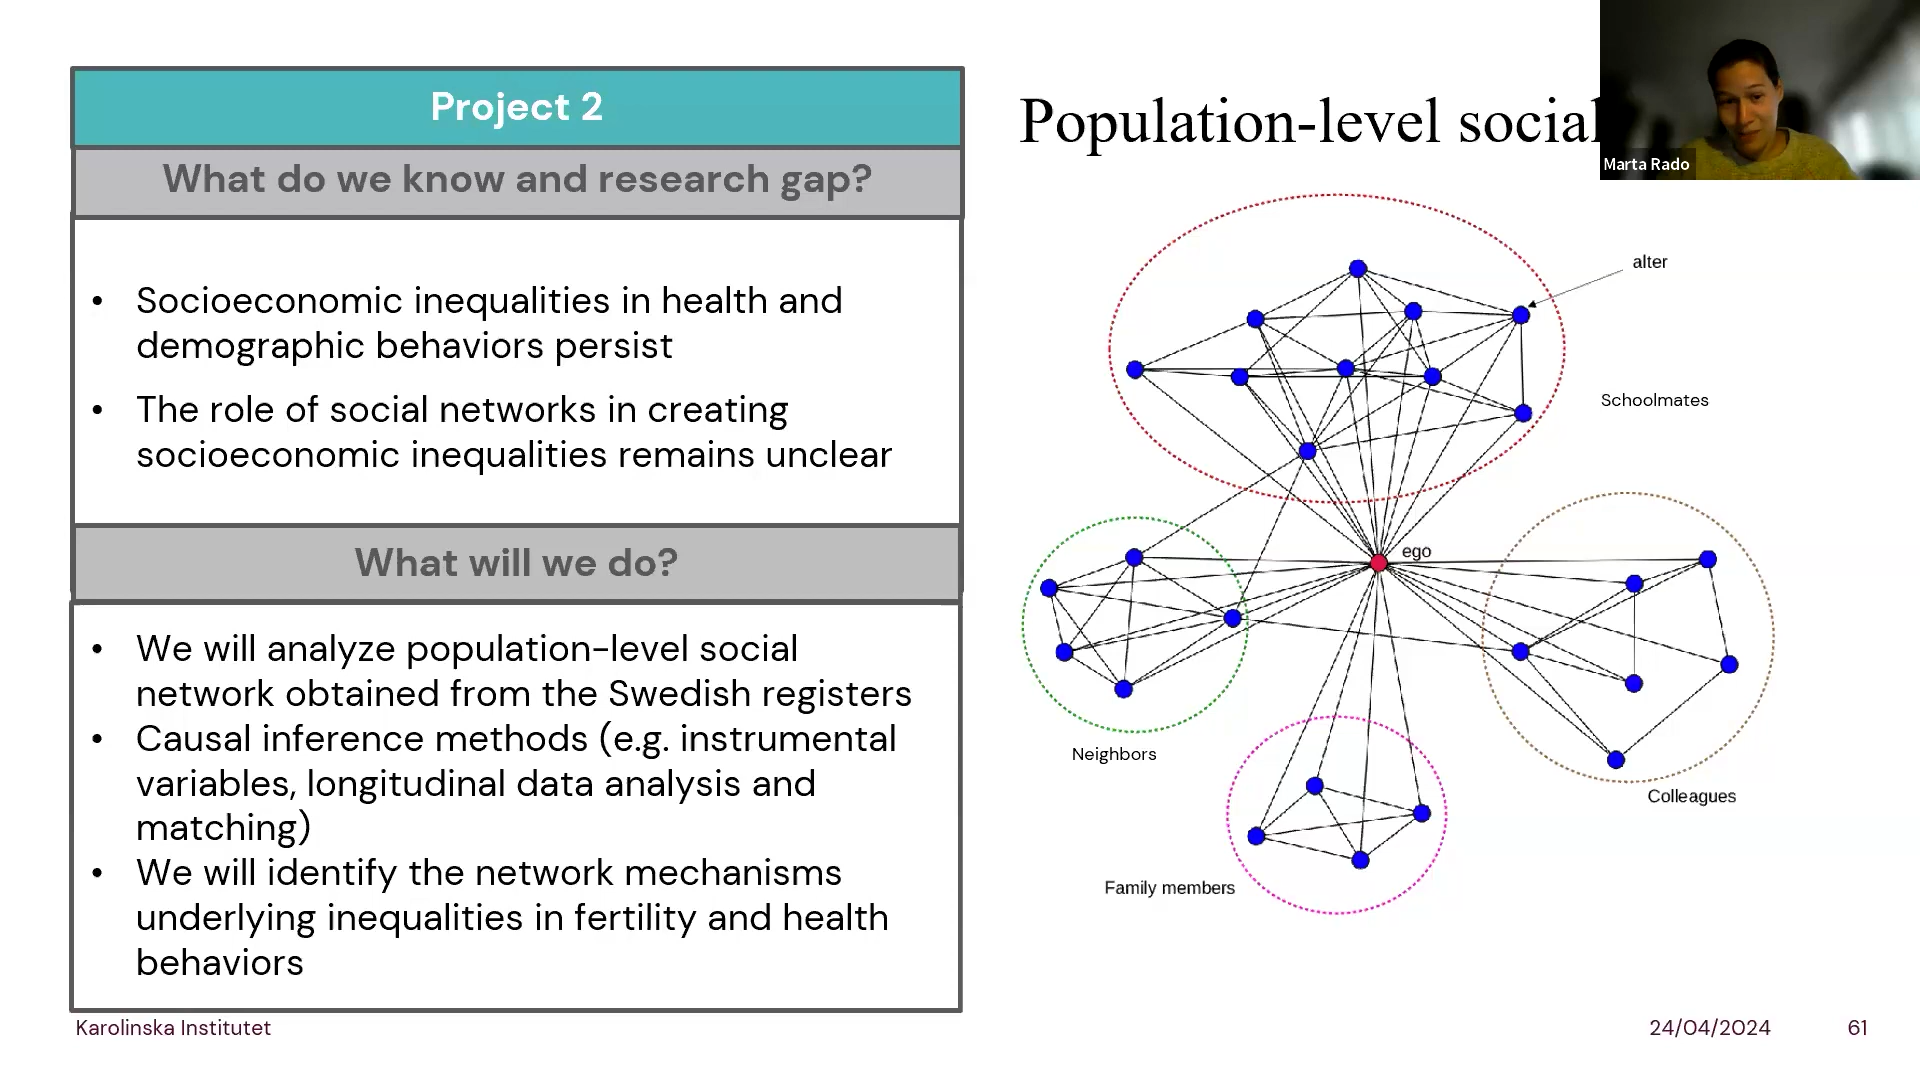 Project 2
What do we know and research gap?
• Socioeconomic inequalities in health and
demographic behaviors persist
• The role of social networks in creating
socioeconomic inequalities remains unclear
What will we do?
• We will analyze population-level social
network obtained from the Swedish registers
• Causal inference methods (e.g. instrumental
variables, longitudinal data analysis and
matching)
• We will identify the network mechanisms
underlying inequalities in fertility and health
behaviors
Population-level social
Marta Rado
alter
Schoolmates
ego
Neighbors
Colleagues
Family members
Karolinska Institutet
24/04/2024
61